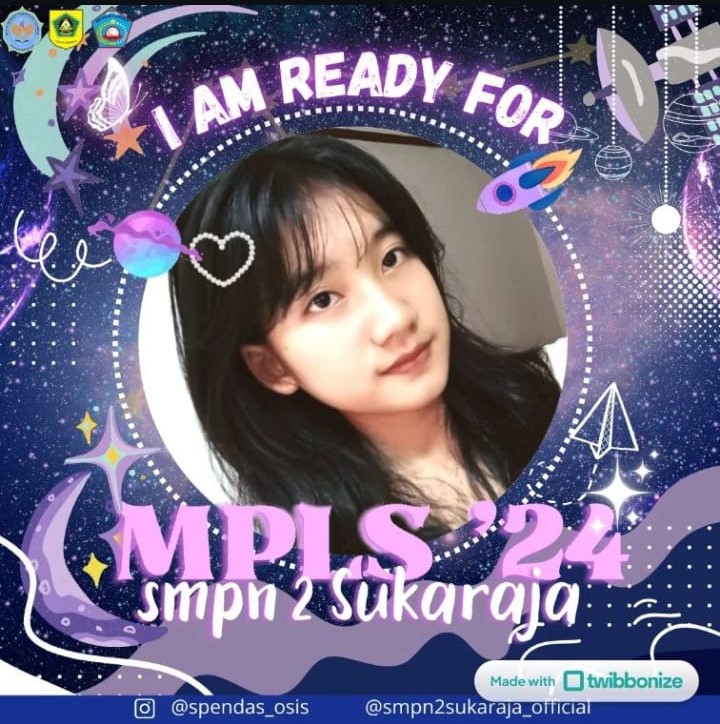 I AM READY FOR
MPLS '24
smpn 2 Sukaraja
Made with twibbonize
@spendas_osis @smpn2sukaraja_official